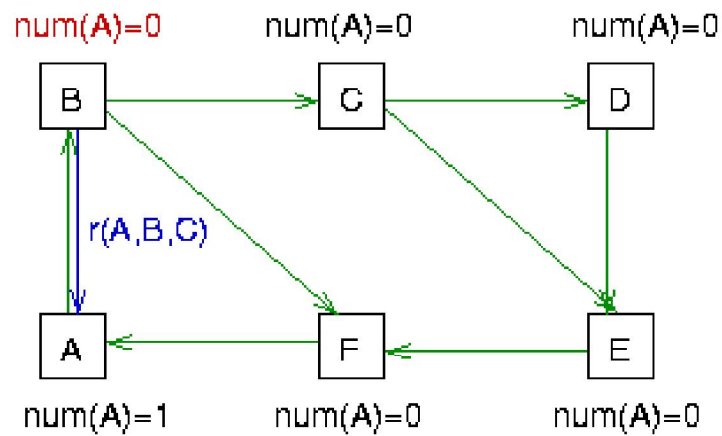 num(A)=0 num(A)=0 num(A)=0
B C D
r(A,B,C)
A F E
num(A)=1 num(A)=0 num(A)=0